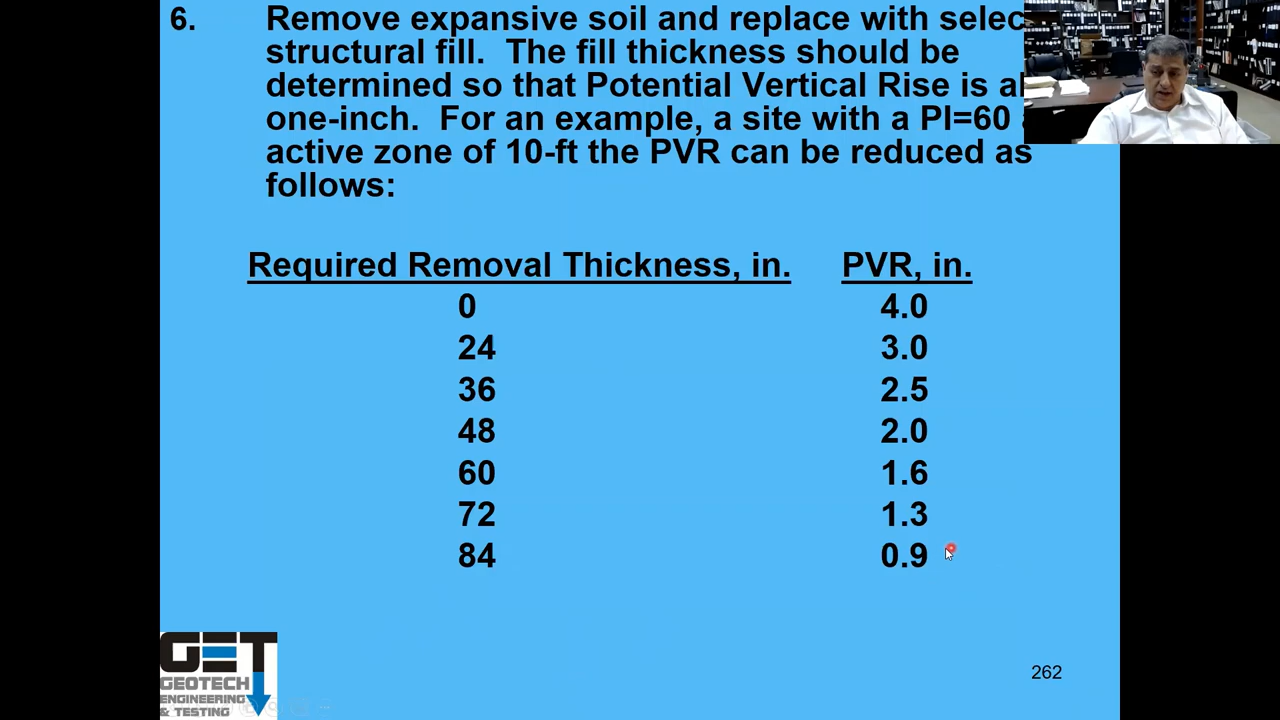 6. Remove expansive soil and replace with selec
structural fill. The fill thickness should be
determined so that Potential Vertical Rise is
one-inch. For an example, a site with a PI=60
active zone of 10-ft the PVR can be reduced as
follows:
Required Removal Thickness, in. PVR, in.
0 4.0
24 3.0
36 2.5
48 2.0
60 1.6
72 1.3
84 0.9
GET
GEOTECH
ENGINEERING
& TESTING
262